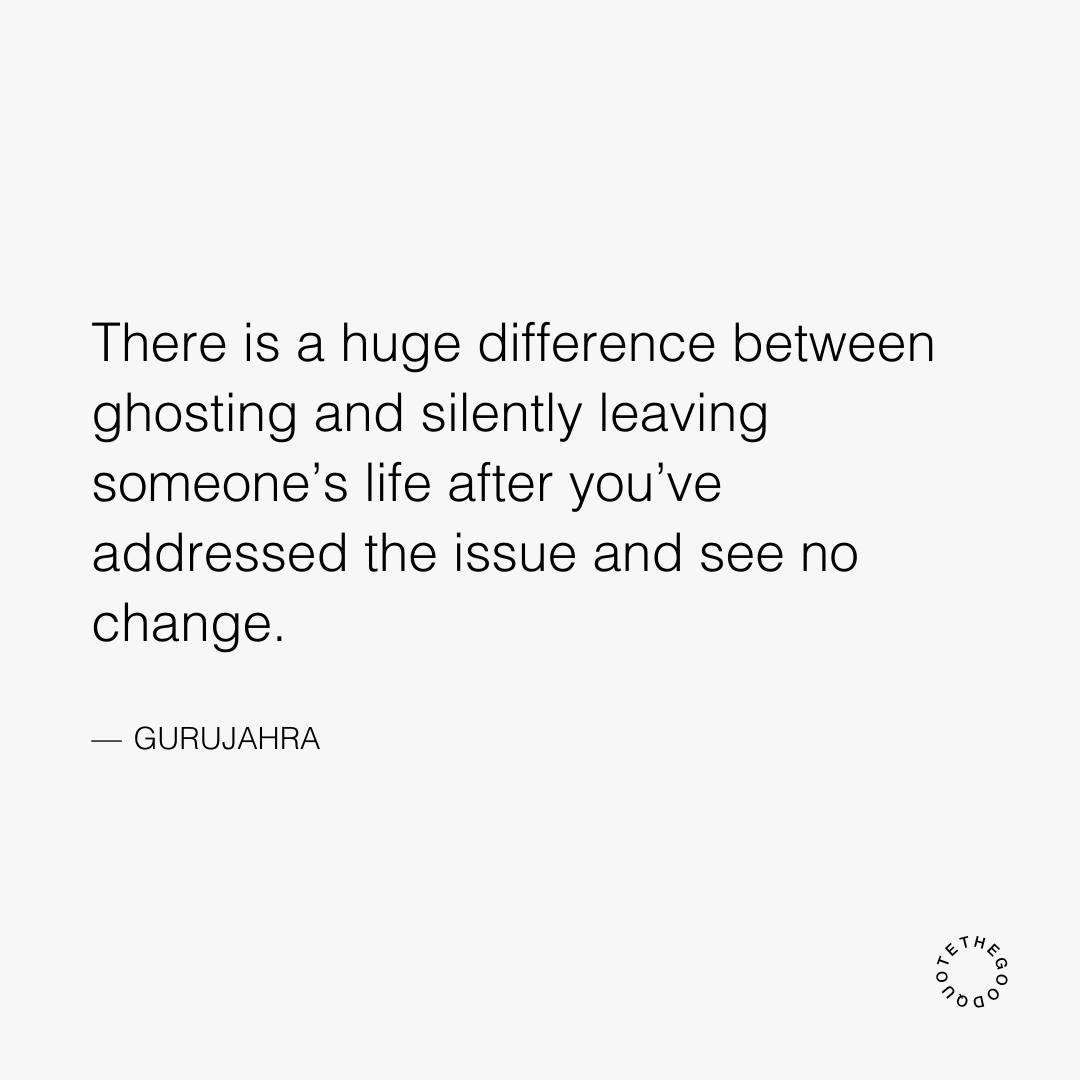 There is a huge difference between
ghosting and silently leaving
someone’s life after you’ve
addressed the issue and see no
change.
— GURUJAHRA
THEGOODQUOTE